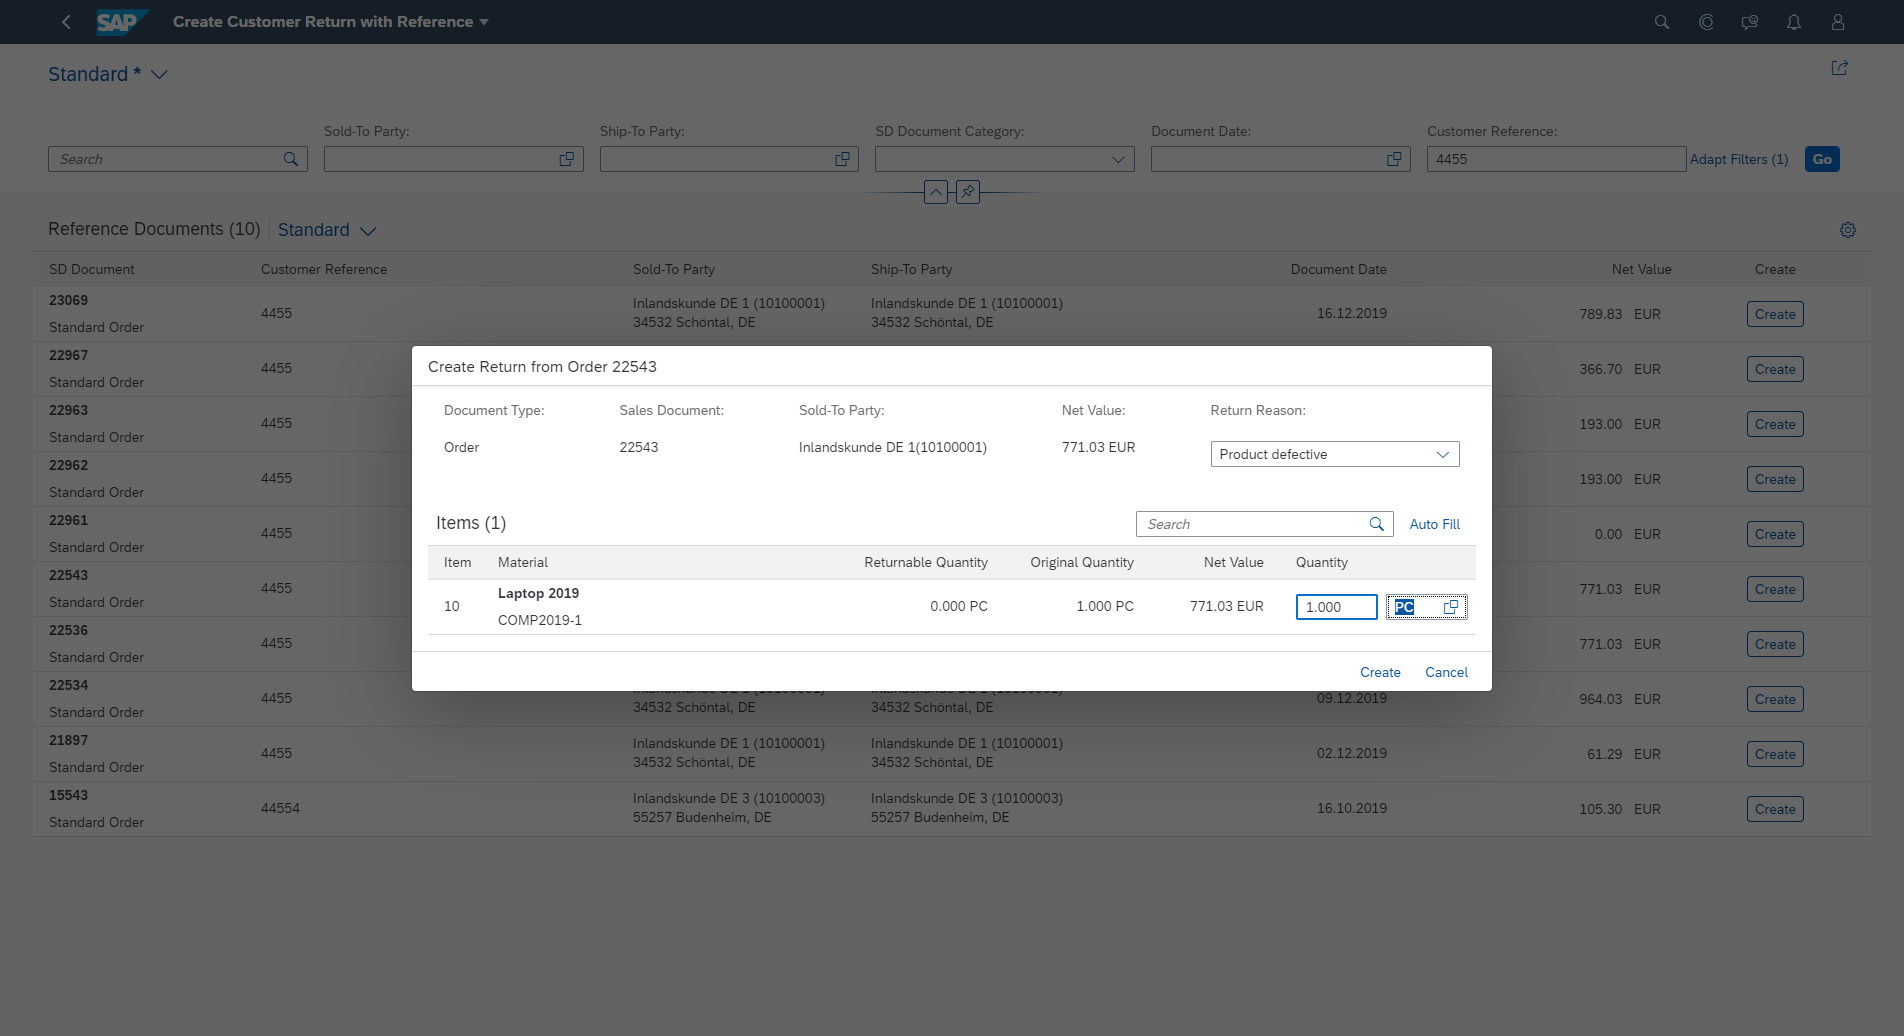 SAP Create Customer Return with Reference
Standard *
Sold-To Party: Ship-To Party: SD Document Category: Document Date: Customer Reference:
Search 4455 Adapt Filters (1) Go
Reference Documents (10) Standard
SD Document Customer Reference Sold-To Party Ship-To Party Document Date Net Value Create
23069
Standard Order
4455
Inlandskunde DE 1 (10100001)
34532 Schöntal, DE
Inlandskunde DE 1 (10100001)
34532 Schöntal, DE
16.12.2019
789.83 EUR
Create
22967
Standard Order
4455
366.70 EUR
Create
22963
Standard Order
4455
193.00 EUR
Create
22962
Standard Order
4455
193.00 EUR
Create
22961
Standard Order
4455
0.00 EUR
Create
22543
Standard Order
4455
771.03 EUR
Create
22536
Standard Order
4455
771.03 EUR
Create
22534
Standard Order
4455
34532 Schöntal, DE
34532 Schöntal, DE
09.12.2019
964.03 EUR
Create
21897
Standard Order
4455
Inlandskunde DE 1 (10100001)
34532 Schöntal, DE
Inlandskunde DE 1 (10100001)
34532 Schöntal, DE
02.12.2019
61.29 EUR
Create
15543
Standard Order
44554
Inlandskunde DE 3 (10100003)
55257 Budenheim, DE
Inlandskunde DE 3 (10100003)
55257 Budenheim, DE
16.10.2019
105.30 EUR
Create
Create Return from Order 22543
Document Type: Sales Document: Sold-To Party: Net Value: Return Reason:
Order 22543 Inlandskunde DE 1(10100001) 771.03 EUR Product defective
Items (1) Search Auto Fill
Item Material Returnable Quantity Original Quantity Net Value Quantity
10
Laptop 2019
COMP2019-1
0.000 PC 1.000 PC 771.03 EUR 1.000 PC
Create Cancel